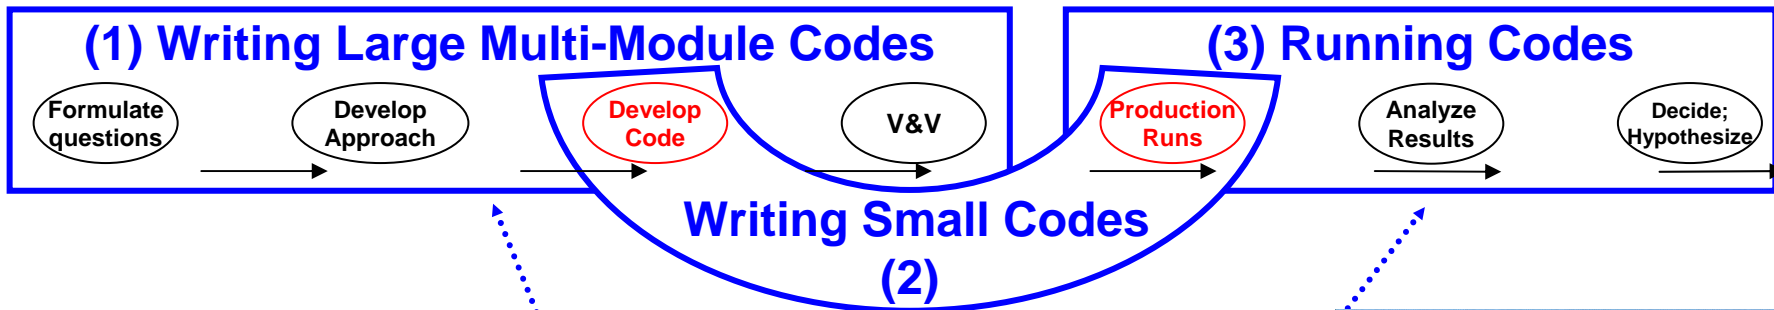 (1) Writing Large Multi-Module Codes
(3) Running Codes
Formulate
questions
Develop
Approach
Develop
Code
V&V
Production
Runs
Analyze
Results
Decide;
Hypothesize
Writing Small Codes
(2)